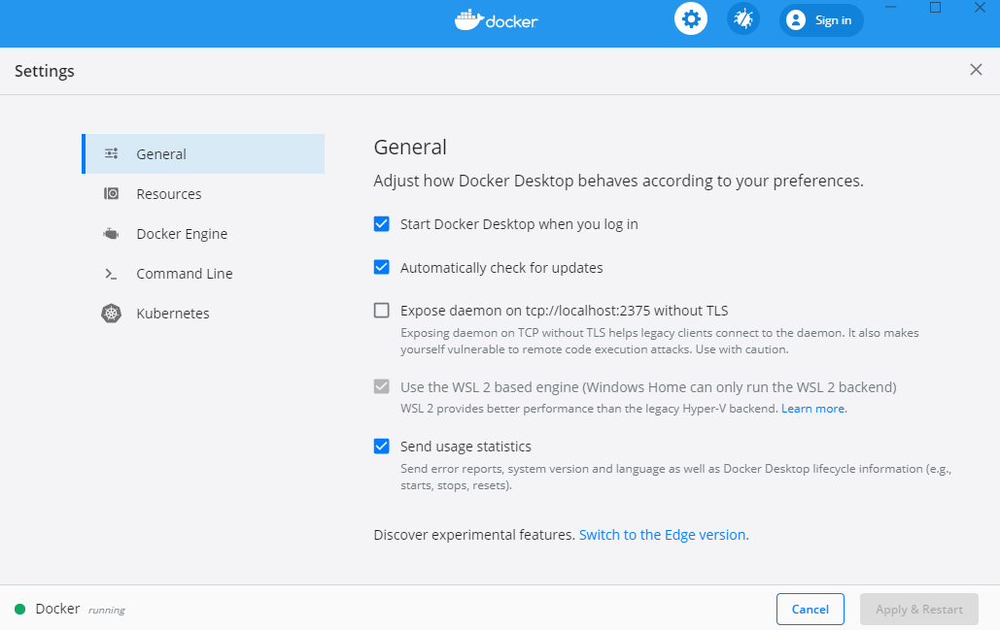 docker
Sign in
Settings
General
Resources
Docker Engine
Command Line
Kubernetes
General
Adjust how Docker Desktop behaves according to your preferences.
Start Docker Desktop when you log in
Automatically check for updates
Expose daemon on tcp://localhost:2375 without TLS
Exposing daemon on TCP without TLS helps legacy clients connect to the daemon. It also makes
yourself vulnerable to remote code execution attacks. Use with caution.
Use the WSL 2 based engine (Windows Home can only run the WSL 2 backend)
WSL 2 provides better performance than the legacy Hyper-V backend. Learn more.
Send usage statistics
Send error reports, system version and language as well as Docker Desktop lifecycle information (e.g.,
starts, stops, resets).
Discover experimental features. Switch to the Edge version.
Docker running
Cancel
Apply & Restart